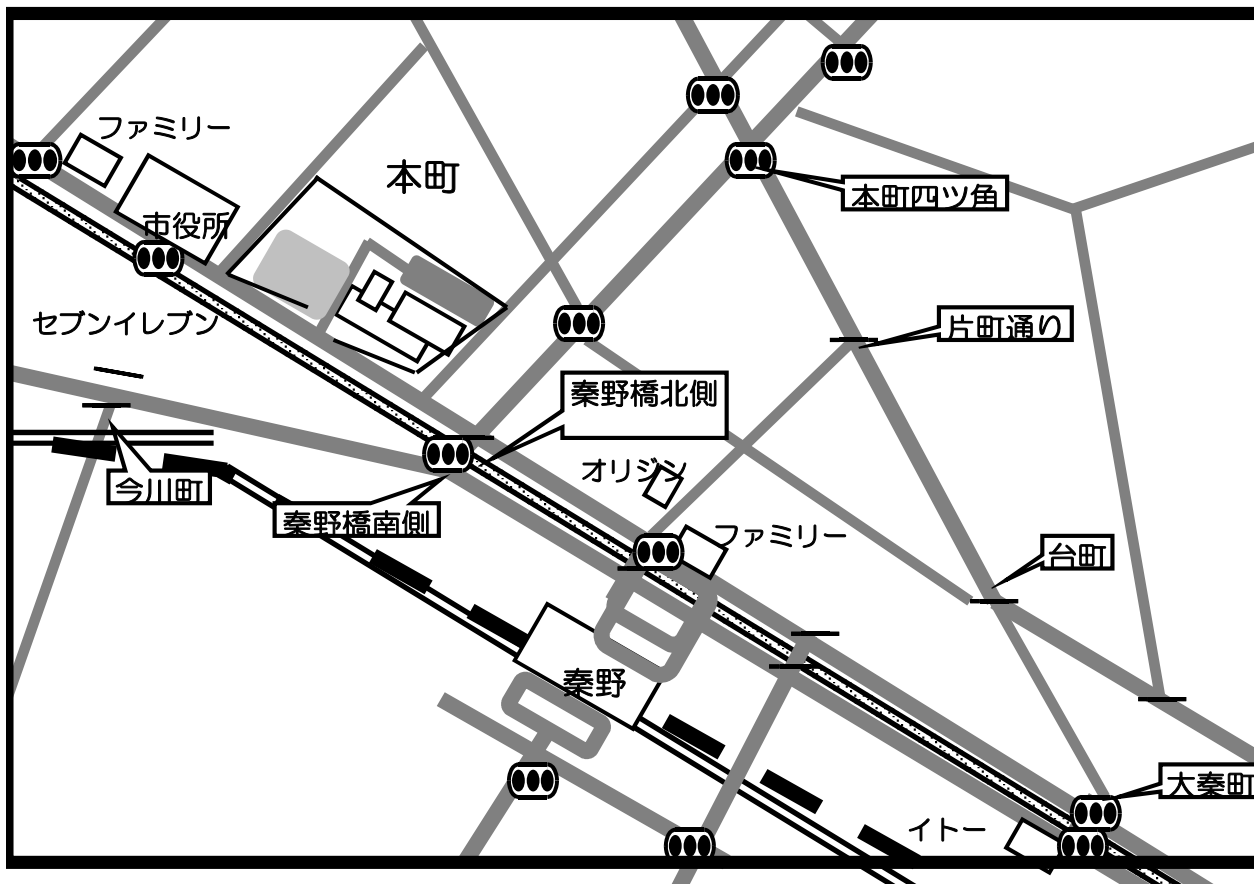 ファミリー
本町
本町四ツ角
市役所
セブンイレブン
片町通り
秦野橋北側
オリジン
今川町
秦野橋南側
ファミリー
台町
秦野
大秦町
イトー